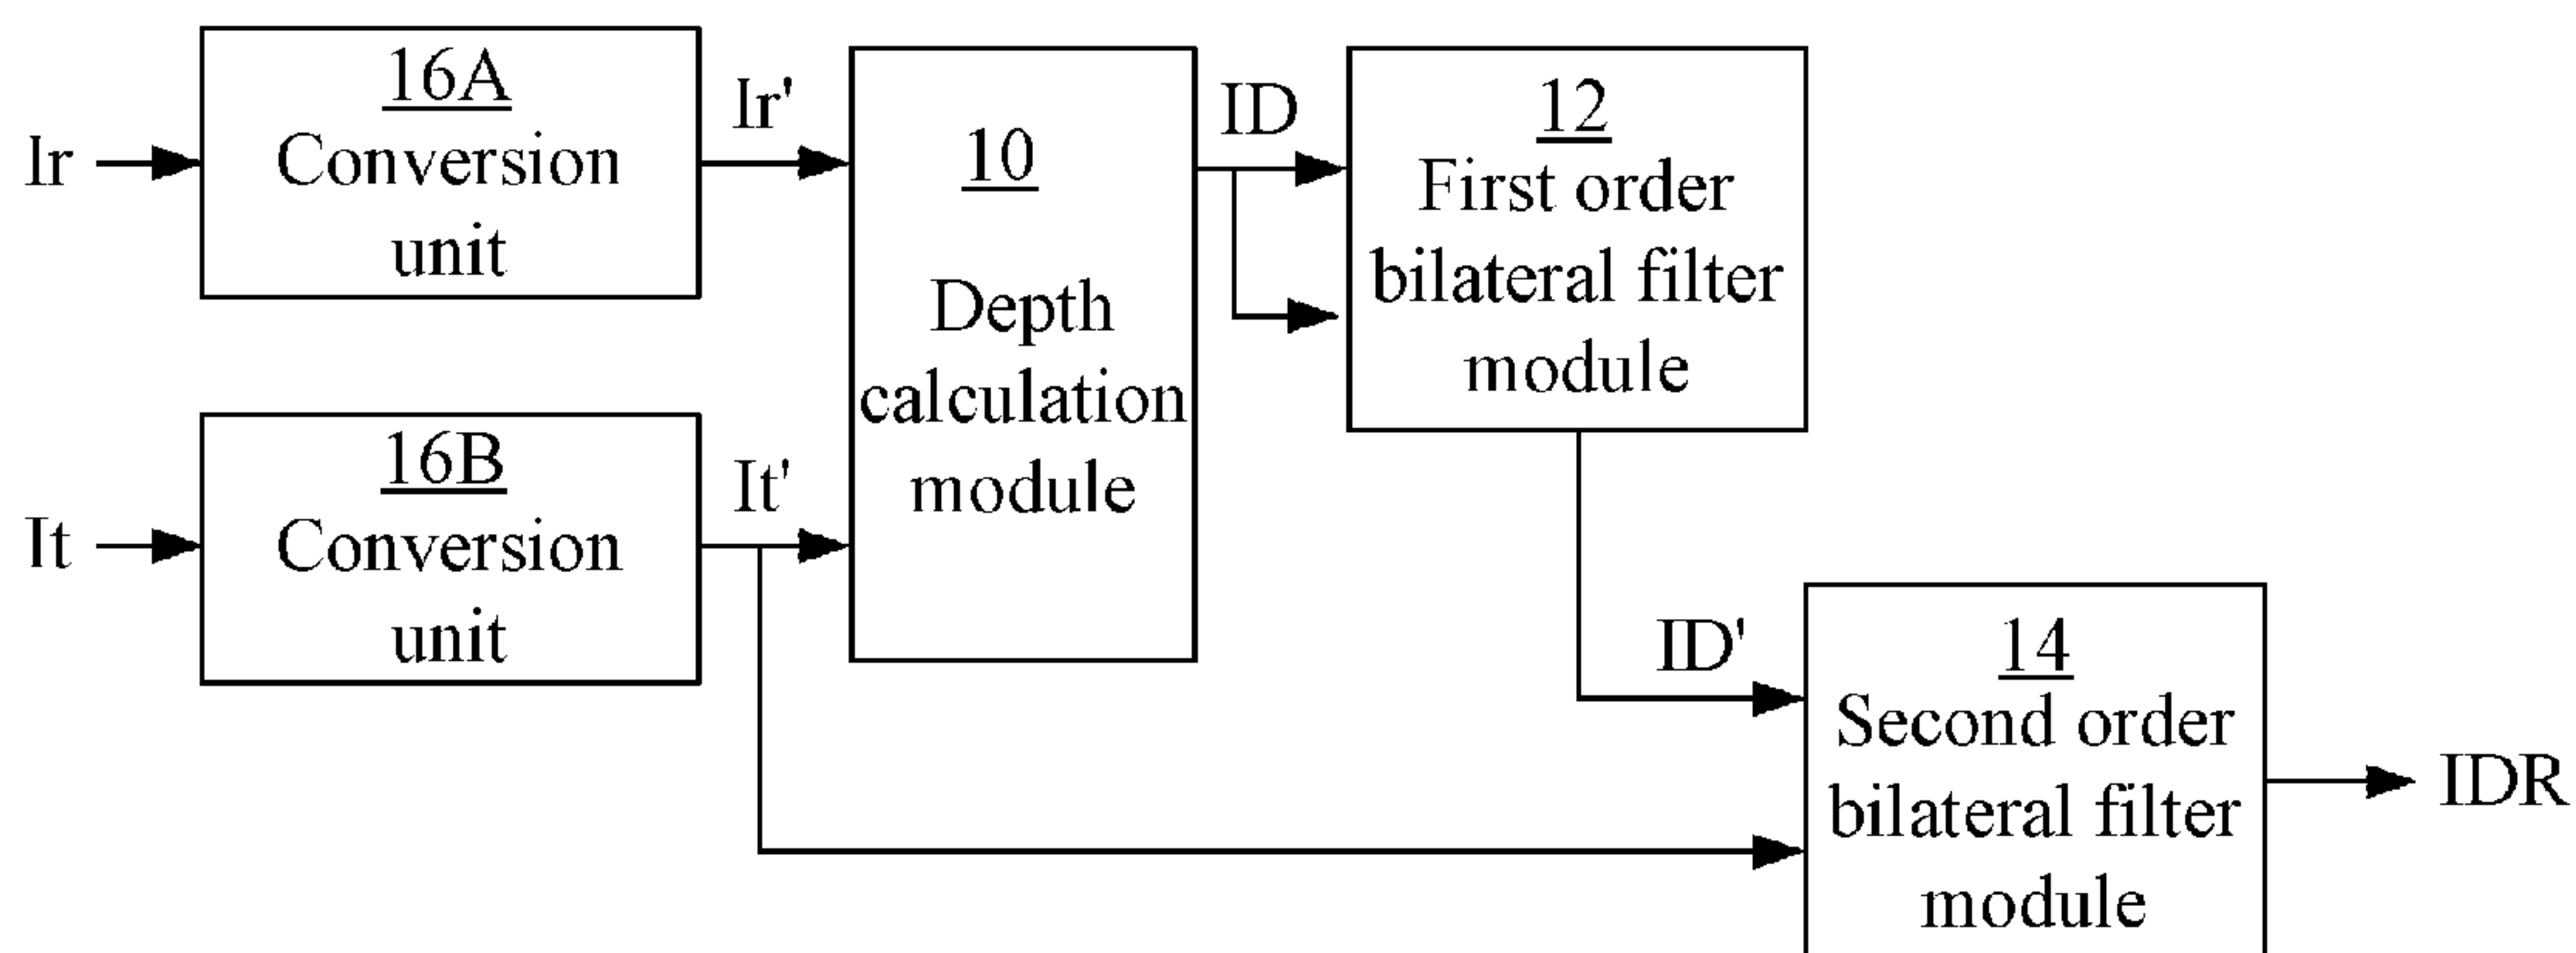 Ir
16A
Conversion
unit
Ir'
It
16B
Conversion
unit
It'
10
Depth
calculation
module
ID
12
First order
bilateral filter
module
ID'
14
Second order
bilateral filter
module
IDR